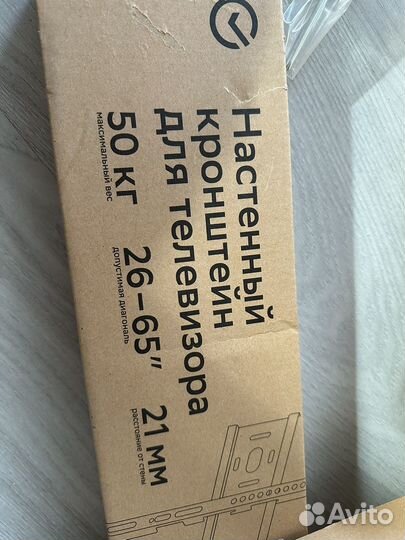 Настенный
кронштейн
для телевизора
50 кг
максимальный вес
26–65"
допустимая диагональ
21 мм
расстояние от стены
Avito